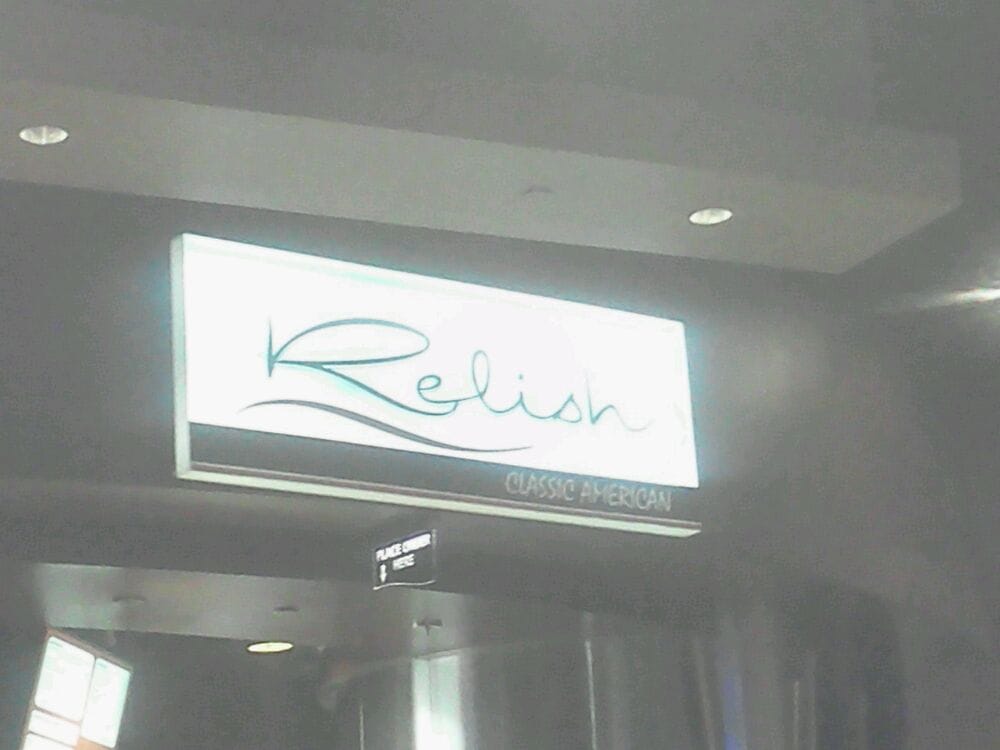 Relish
CLASSIC AMERICAN
PLACE ORDER
HERE